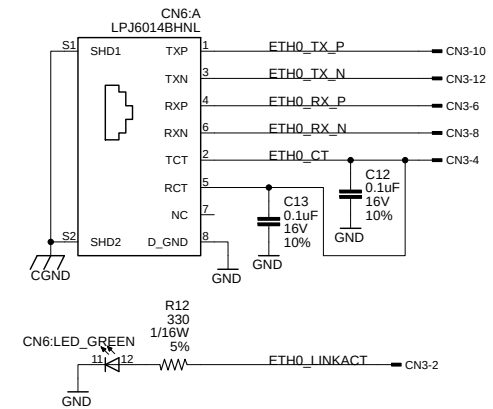 CN6:A
LPJ6014BHNL
S1 SHD1 TXP 1 ETH0_TX_P CN3-10
TXN 3 ETH0_TX_N CN3-12
RXP 4 ETH0_RX_P CN3-6
RXN 6 ETH0_RX_N CN3-8
TCT 2 ETH0_CT CN3-4
RCT 5
C12
0.1uF
16V
10%
GND
C13
0.1uF
16V
10%
GND
NC 7
S2 SHD2 D_GND 8
CGND
GND
R12
330
1/16W
5%
CN6:LED_GREEN
11 12 ETH0_LINKACT CN3-2
GND